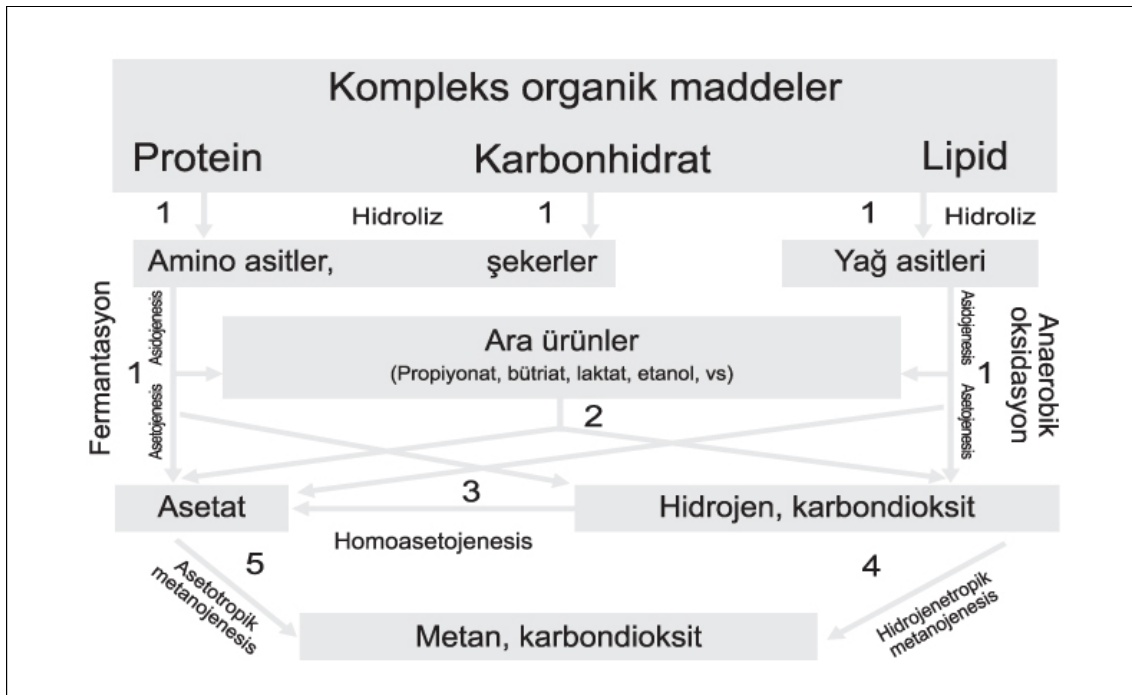 Kompleks organik maddeler
Protein Karbonhidrat Lipid
1 Hidroliz 1 1 Hidroliz
Amino asitler, şekerler Yağ asitleri
Fermantasyon
1
Asidojenesis
Asetojenesis
Ara ürünler
(Propiyonat, bütriat, laktat, etanol, vs)
Asidojenesis
Asetojenesis
1
Anaerobik
oksidasyon
2
Asetat
3
Homoasetojenesis
Hidrojen, karbondioksit
5
Asetotropik
metanojenesis
4
Hidrojenetropik
metanojenesis
Metan, karbondioksit